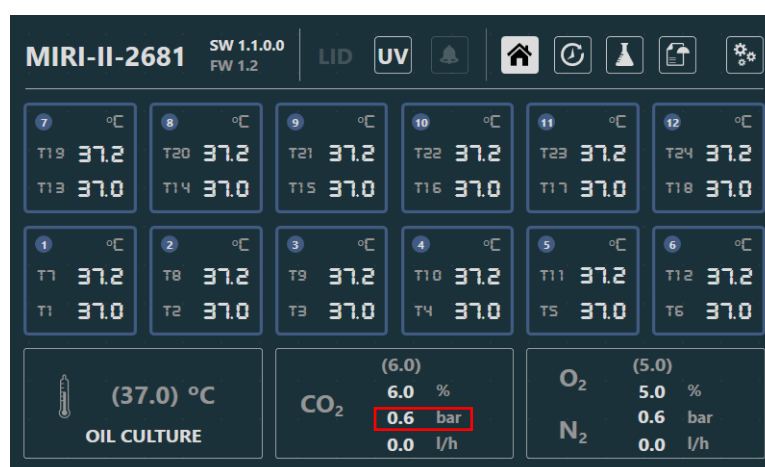 MIRI-II-2681 SW 1.1.0.0 LID UV
FW 1.2
7 °C 8 °C 9 °C 10 °C 11 °C 12 °C
T19 37.2 T20 37.2 T21 37.2 T22 37.2 T23 37.2 T24 37.2
T13 37.0 T14 37.0 T15 37.0 T16 37.0 T17 37.0 T18 37.0
1 °C 2 °C 3 °C 4 °C 5 °C 6 °C
T7 37.2 T8 37.2 T9 37.2 T10 37.2 T11 37.2 T12 37.2
T1 37.0 T2 37.0 T3 37.0 T4 37.0 T5 37.0 T6 37.0
(37.0) °C
OIL CULTURE
CO₂
(6.0)
6.0 %
0.6 bar
0.0 l/h
O₂
N₂
(5.0)
5.0 %
0.6 bar
0.0 l/h